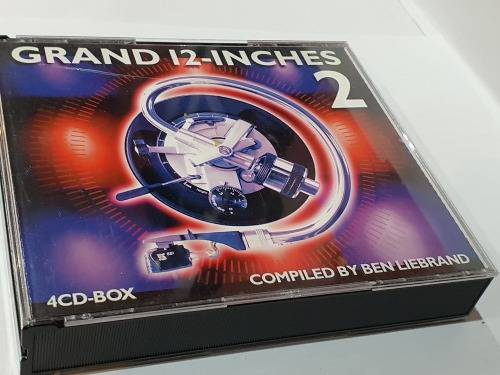 GRAND 12-INCHES
2
4CD-BOX
COMPILED BY BEN LIEBRAND